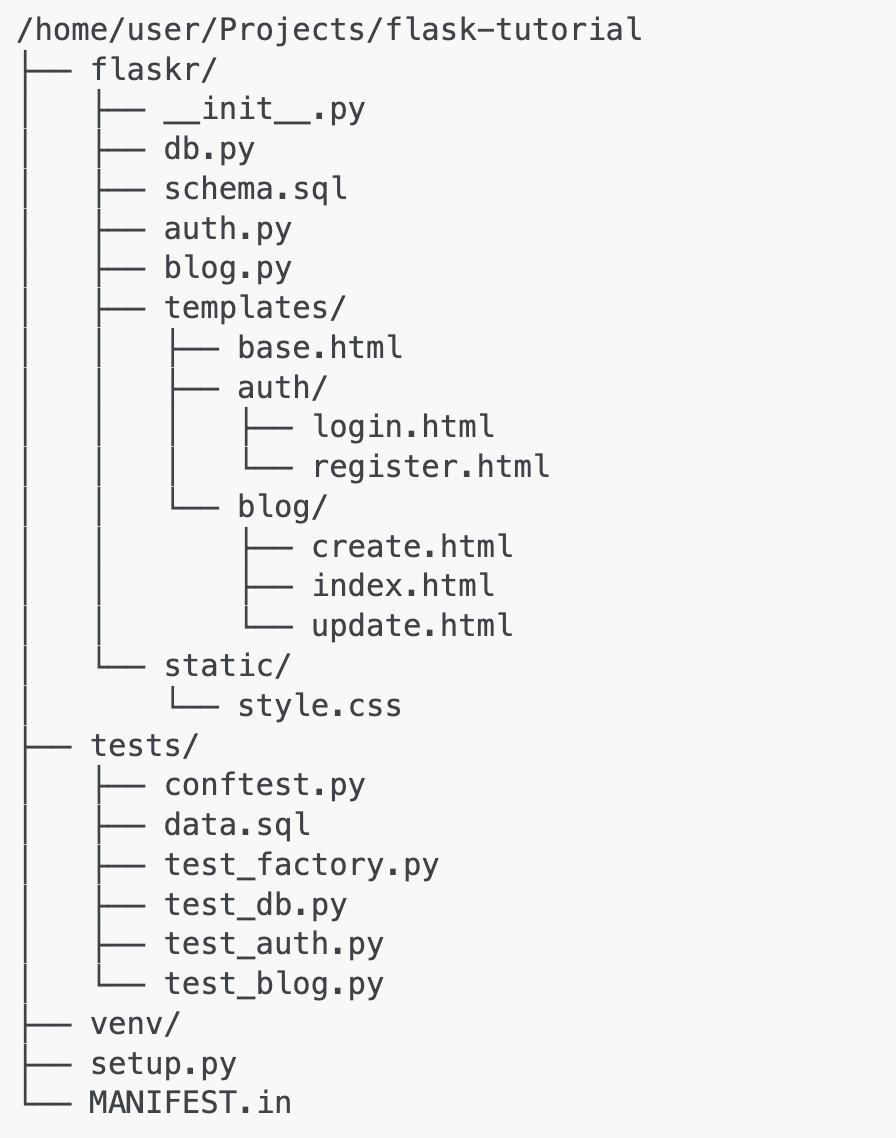 /home/user/Projects/flask-tutorial
├── flaskr/
│   ├── __init__.py
│   ├── db.py
│   ├── schema.sql
│   ├── auth.py
│   ├── blog.py
│   ├── templates/
│   │   ├── base.html
│   │   ├── auth/
│   │   │   ├── login.html
│   │   │   └── register.html
│   │   └── blog/
│   │       ├── create.html
│   │       ├── index.html
│   │       └── update.html
│   └── static/
│       └── style.css
├── tests/
│   ├── conftest.py
│   ├── data.sql
│   ├── test_factory.py
│   ├── test_db.py
│   ├── test_auth.py
│   └── test_blog.py
├── venv/
├── setup.py
└── MANIFEST.in